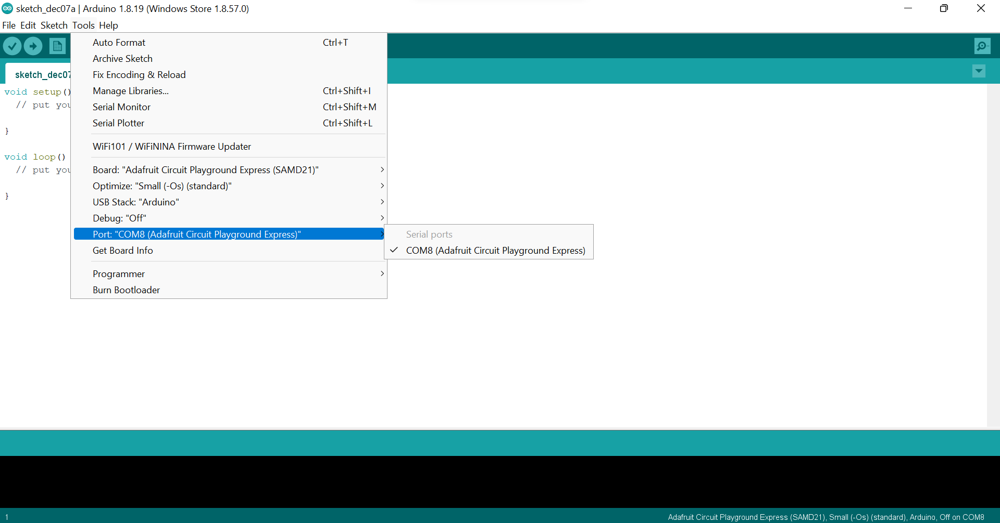 sketch_dec07a | Arduino 1.8.19 (Windows Store 1.8.57.0)
File Edit Sketch Tools Help
sketch_dec07
void setup()
// put you
}
void loop()
// put you
}
Auto Format Ctrl+T
Archive Sketch
Fix Encoding & Reload
Manage Libraries... Ctrl+Shift+I
Serial Monitor Ctrl+Shift+M
Serial Plotter Ctrl+Shift+L
WiFi101 / WiFiNINA Firmware Updater
Board: "Adafruit Circuit Playground Express (SAMD21)"
Optimize: "Small (-Os) (standard)"
USB Stack: "Arduino"
Debug: "Off"
Port: "COM8 (Adafruit Circuit Playground Express)"
Get Board Info
Programmer
Burn Bootloader
Serial ports
COM8 (Adafruit Circuit Playground Express)
1
Adafruit Circuit Playground Express (SAMD21), Small (-Os) (standard), Arduino, Off on COM8